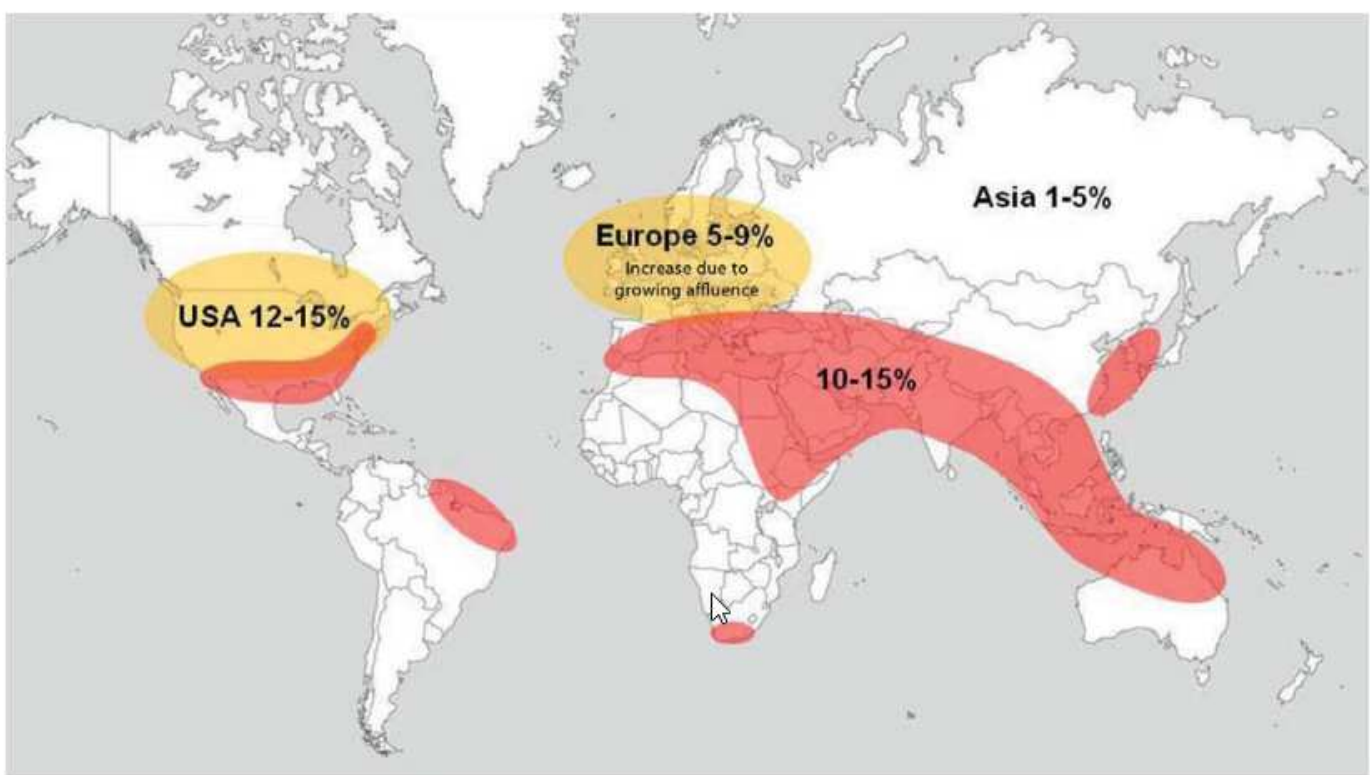 Asia 1-5%
Europe 5-9%
Increase due to
growing affluence
USA 12-15%
10-15%